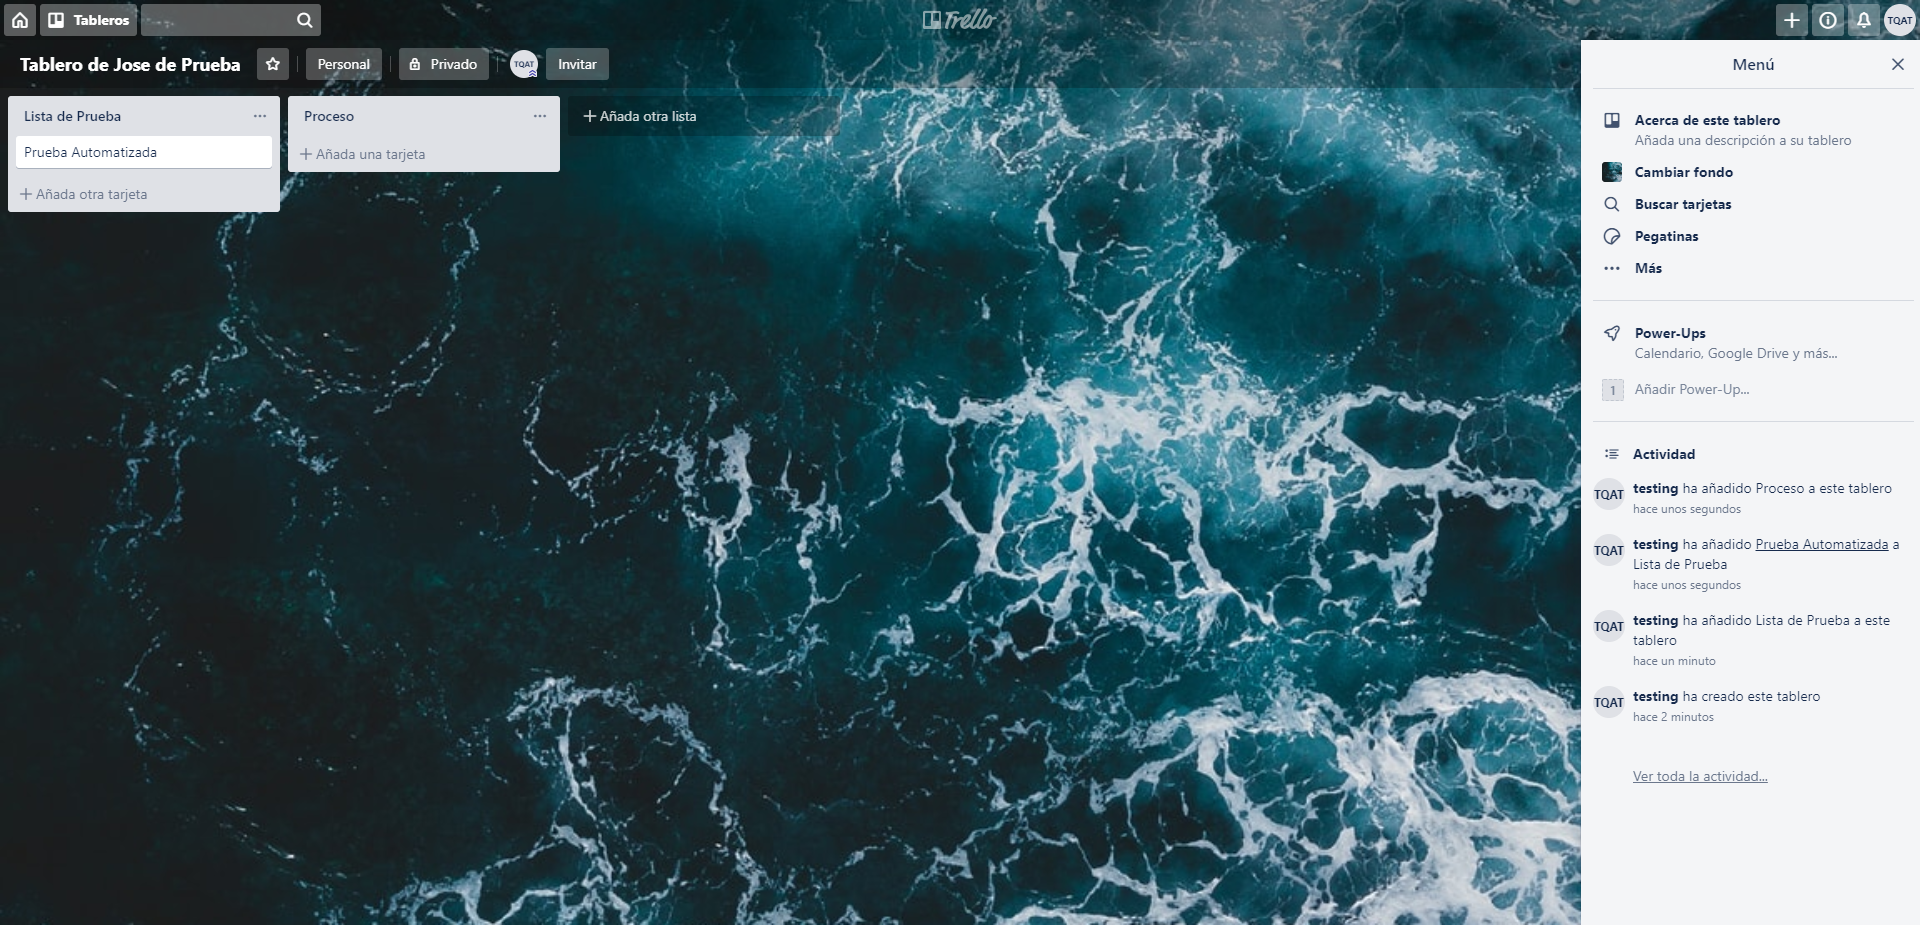 Tableros
Trello
TQAT
Tablero de Jose de Prueba
Personal
Privado
TQAT
Invitar
Lista de Prueba
Prueba Automatizada
Añada otra tarjeta
Proceso
Añada una tarjeta
Añada otra lista
Menú
Acerca de este tablero
Añada una descripción a su tablero
Cambiar fondo
Buscar tarjetas
Pegatinas
Más
Power-Ups
Calendario, Google Drive y más...
1
Añadir Power-Up...
Actividad
TQAT
testing ha añadido Proceso a este tablero
hace unos segundos
TQAT
testing ha añadido Prueba Automatizada a
Lista de Prueba
hace unos segundos
TQAT
testing ha añadido Lista de Prueba a este
tablero
hace un minuto
TQAT
testing ha creado este tablero
hace 2 minutos
Ver toda la actividad...